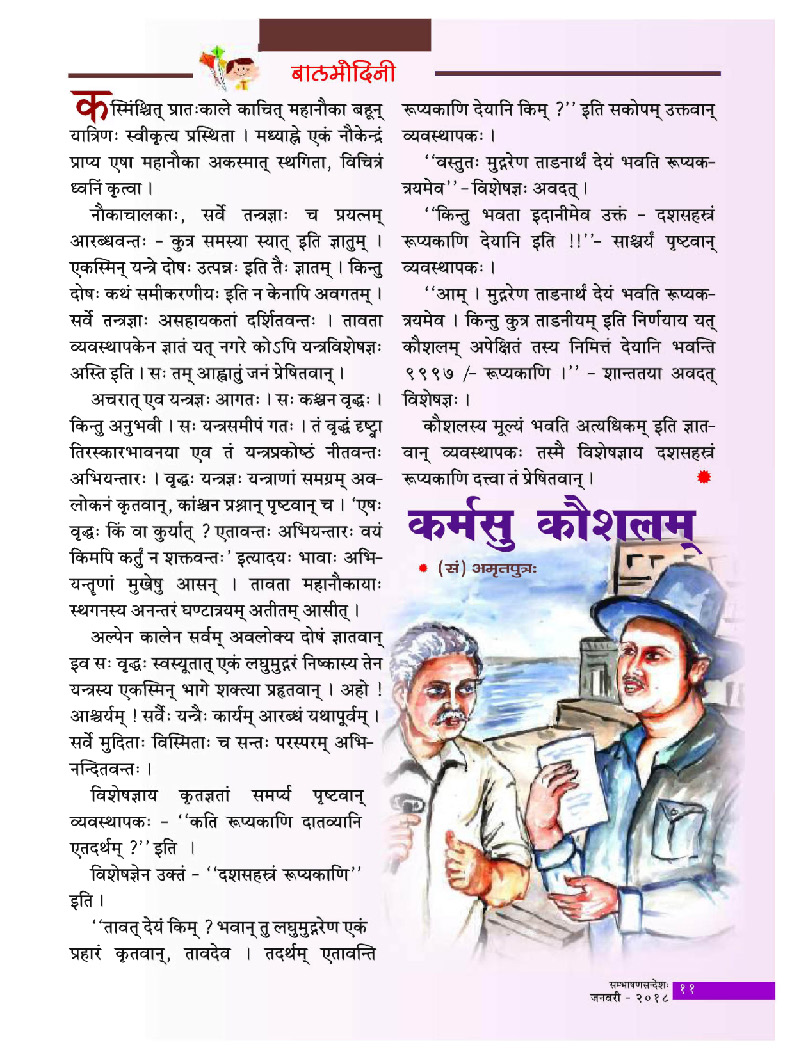 बालमोदिनी
कस्मिंश्चित् प्रातःकाले काचित् महानौका बहून्
यात्रिणः स्वीकृत्य प्रस्थिता । मध्याह्ने एकं नौकेन्द्रं
प्राप्य एषा महानौका अकस्मात् स्थगिता, विचित्रं
ध्वनिं कृत्वा ।
नौकाचालकाः, सर्वे तन्त्रज्ञाः च प्रयत्नम्
आरब्धवन्तः - कुत्र समस्या स्यात् इति ज्ञातुम् ।
एकस्मिन् यन्त्रे दोषः उत्पन्नः इति तैः ज्ञातम् । किन्तु
दोषः कथं समीकरणीयः इति न केनापि अवगतम् ।
सर्वे तन्त्रज्ञाः असहायकतां दर्शितवन्तः । तावता
व्यवस्थापकेन ज्ञातं यत् नगरे कोऽपि यन्त्रविशेषज्ञः
अस्ति इति । सः तम् आह्वातुं जनं प्रेषितवान् ।
अचरात् एव यन्त्रज्ञः आगतः । सः कश्चन वृद्धः ।
किन्तु अनुभवी । सः यन्त्रसमीपं गतः । तं वृद्धं दृष्ट्वा
तिरस्कारभावनया एव तं यन्त्रप्रकोष्ठं नीतवन्तः
अभियन्तारः । वृद्धः यन्त्रज्ञः यन्त्राणां समग्रम् अव-
लोकनं कृतवान्, कांश्चन प्रश्नान् पृष्टवान् च । 'एषः
वृद्धः किं वा कुर्यात् ? एतावन्तः अभियन्तारः वयं
किमपि कर्तुं न शक्तवन्तः' इत्यादयः भावाः अभि-
यन्तॄणां मुखेषु आसन् । तावता महानौकायाः
स्थगनस्य अनन्तरं घण्टात्रयम् अतीतम् आसीत् ।
अल्पेन कालेन सर्वम् अवलोक्य दोषं ज्ञातवान्
इव सः वृद्धः स्वस्यूतात् एकं लघुमुद्गरं निष्कास्य तेन
यन्त्रस्य एकस्मिन् भागे शक्त्या प्रहृतवान् । अहो !
आश्चर्यम् ! सर्वैः यन्त्रैः कार्यम् आरब्धं यथापूर्वम् ।
सर्वे मुदिताः विस्मिताः च सन्तः परस्परम् अभि-
नन्दितवन्तः ।
विशेषज्ञाय कृतज्ञतां समर्प्य पृष्टवान्
व्यवस्थापकः - ‘‘कति रूप्यकाणि दातव्यानि
एतदर्थम् ?’’ इति ।
विशेषज्ञेन उक्तं - ‘‘दशसहस्रं रूप्यकाणि’’
इति ।
‘‘तावत् देयं किम् ? भवान् तु लघुमुद्गरेण एकं
प्रहारं कृतवान्, तावदेव । तदर्थम् एतावन्ति
रूप्यकाणि देयानि किम् ?’’ इति सकोपम् उक्तवान्
व्यवस्थापकः ।
‘‘वस्तुतः मुद्गरेण ताडनार्थं देयं भवति रूप्यक-
त्रयमेव’’ - विशेषज्ञः अवदत् ।
‘‘किन्तु भवता इदानीमेव उक्तं - दशसहस्रं
रूप्यकाणि देयानि इति !!’’- साश्चर्यं पृष्टवान्
व्यवस्थापकः ।
‘‘आम् । मुद्गरेण ताडनार्थं देयं भवति रूप्यक-
त्रयमेव । किन्तु कुत्र ताडनीयम् इति निर्णयाय यत्
कौशलम् अपेक्षितं तस्य निमित्तं देयानि भवन्ति
९९९७ /- रूप्यकाणि ।’’ - शान्ततया अवदत्
विशेषज्ञः ।
कौशलस्य मूल्यं भवति अत्यधिकम् इति ज्ञात-
वान् व्यवस्थापकः तस्मै विशेषज्ञाय दशसहस्रं
रूप्यकाणि दत्त्वा तं प्रेषितवान् ।
कर्मसु कौशलम्
(सं) अमृतपुत्रः
सम्भाषणसन्देशः
जनवरी - २०१८
११